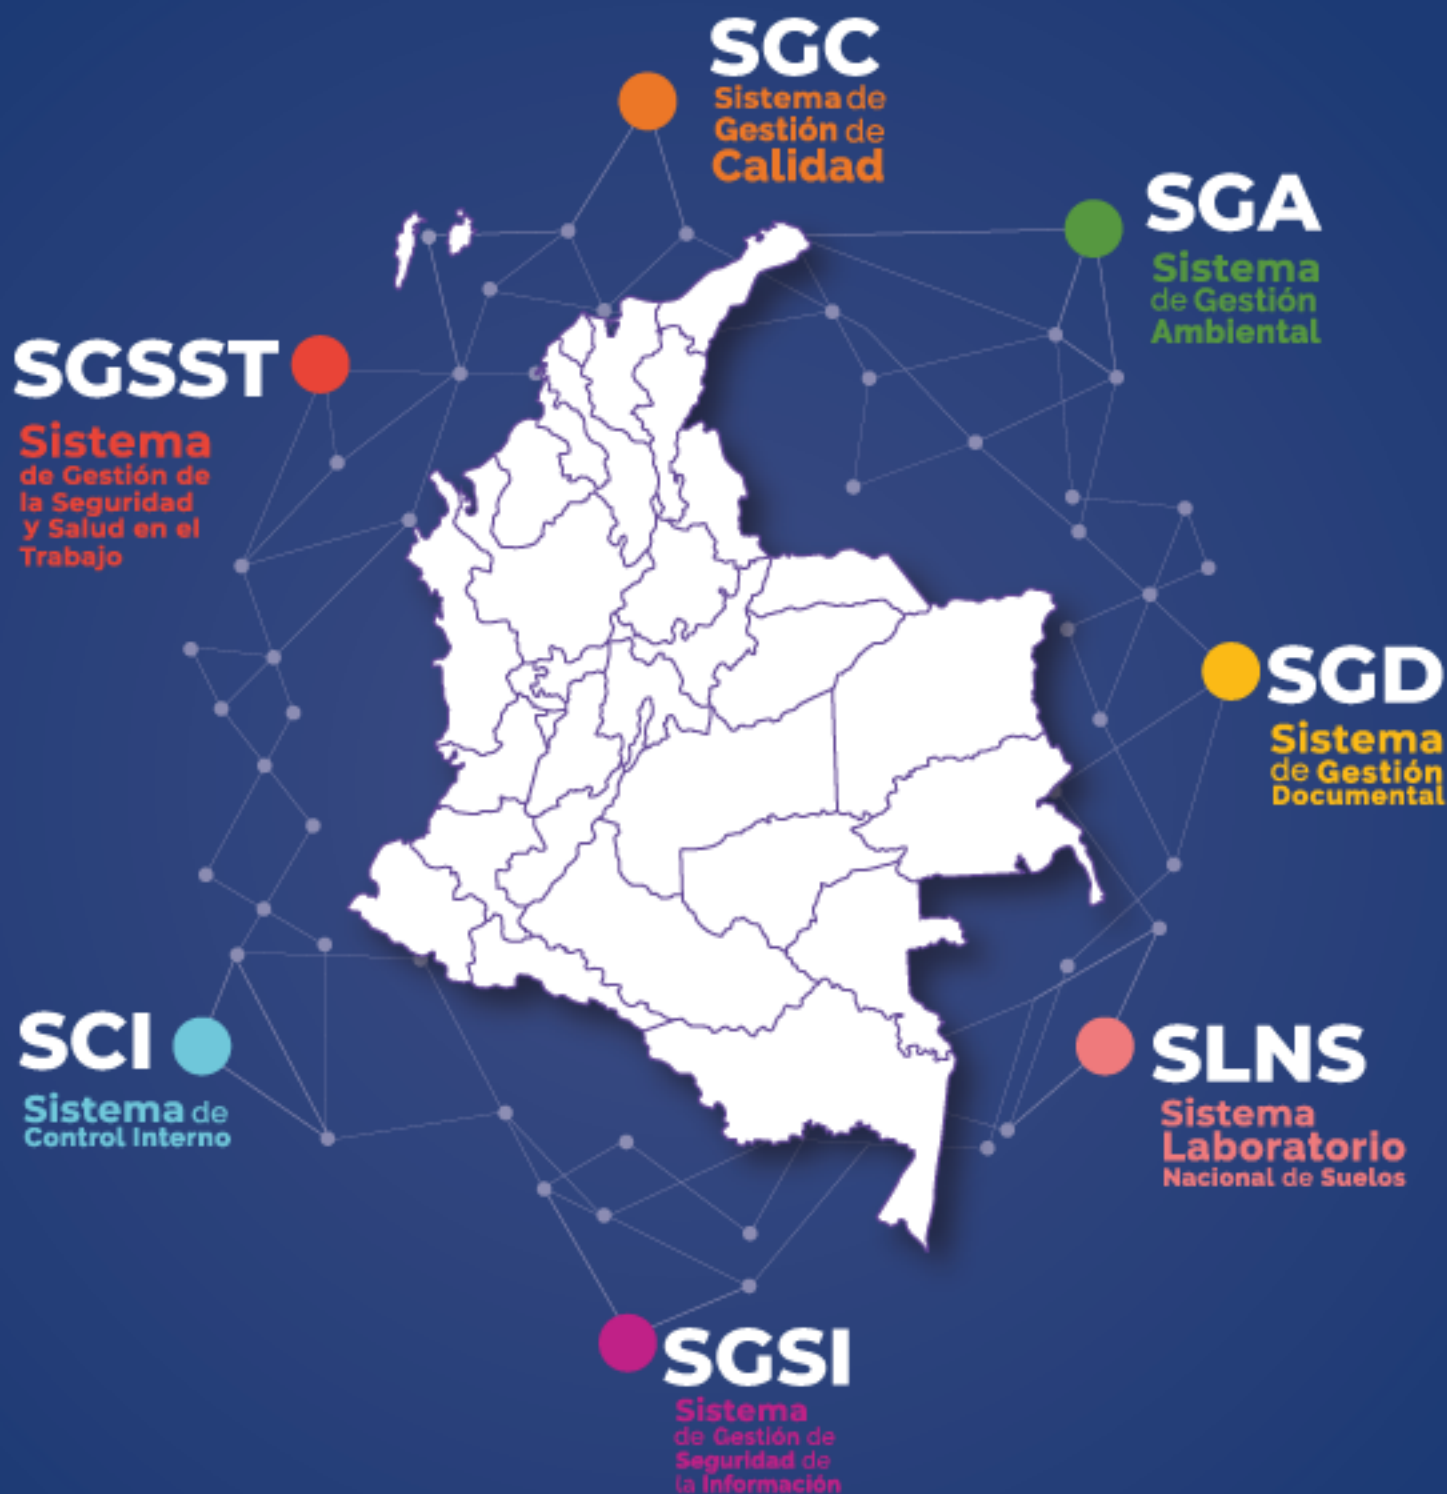 SGC
Sistema de
Gestión de
Calidad
SGA
Sistema
de Gestión
Ambiental
SGSST
Sistema
de Gestión de
la Seguridad
y Salud en el
Trabajo
SGD
Sistema
de Gestión
Documental
SCI
Sistema de
Control Interno
SLNS
Sistema
Laboratorio
Nacional de Suelos
SGSI
Sistema
de Gestión de
Seguridad de
la Información